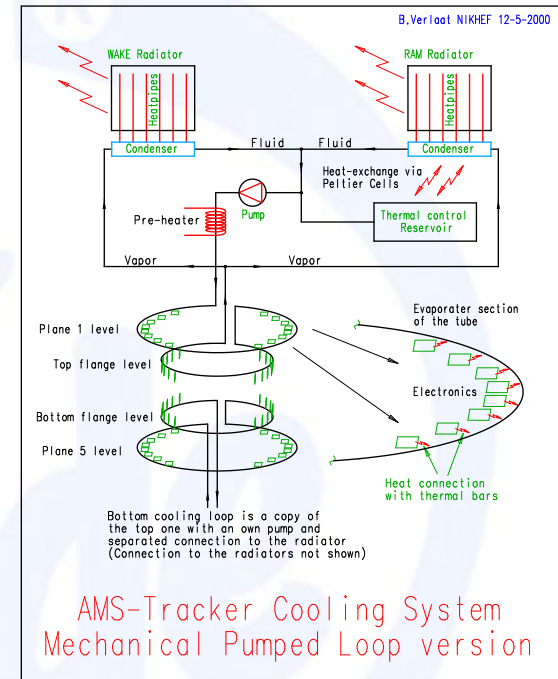 B.Verlaat NIKHEF 12-5-2000
WAKE Radiator
RAM Radiator
Heatpipes
Heatpipes
Condenser
Fluid
Fluid
Condenser
Heat-exchange via
Peltier Cells
Pre-heater
Pump
Thermal control
Reservoir
Vapor
Vapor
Plane 1 level
Evaporater section
of the tube
Top flange level
Electronics
Bottom flange level
Plane 5 level
Heat connection
with thermal bars
Bottom cooling loop is a copy of
the top one with an own pump and
separated connection to the radiator
(Connection to the radiators not shown)
AMS-Tracker Cooling System
Mechanical Pumped Loop version